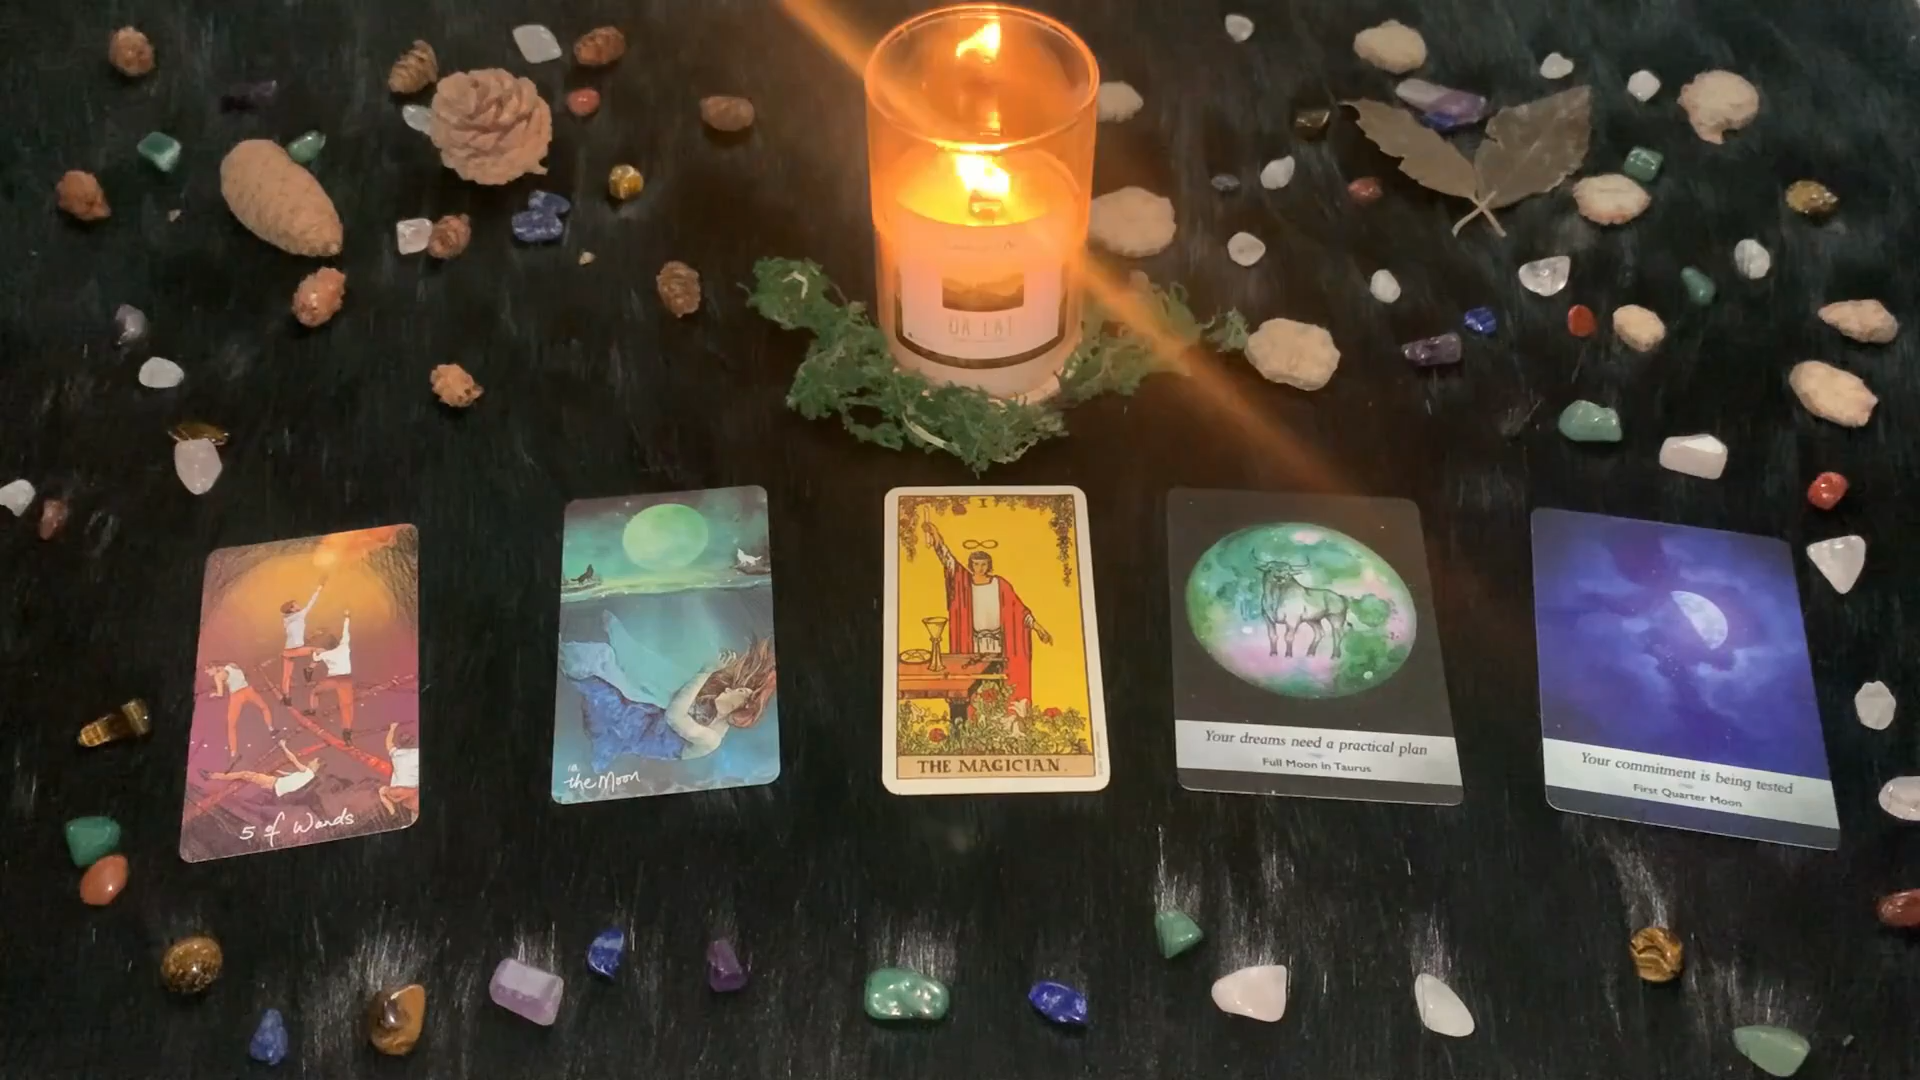 5 of Wands
18
the Moon
I
THE MAGICIAN.
Your dreams need a practical plan
Full Moon in Taurus
Your commitment is being tested
First Quarter Moon